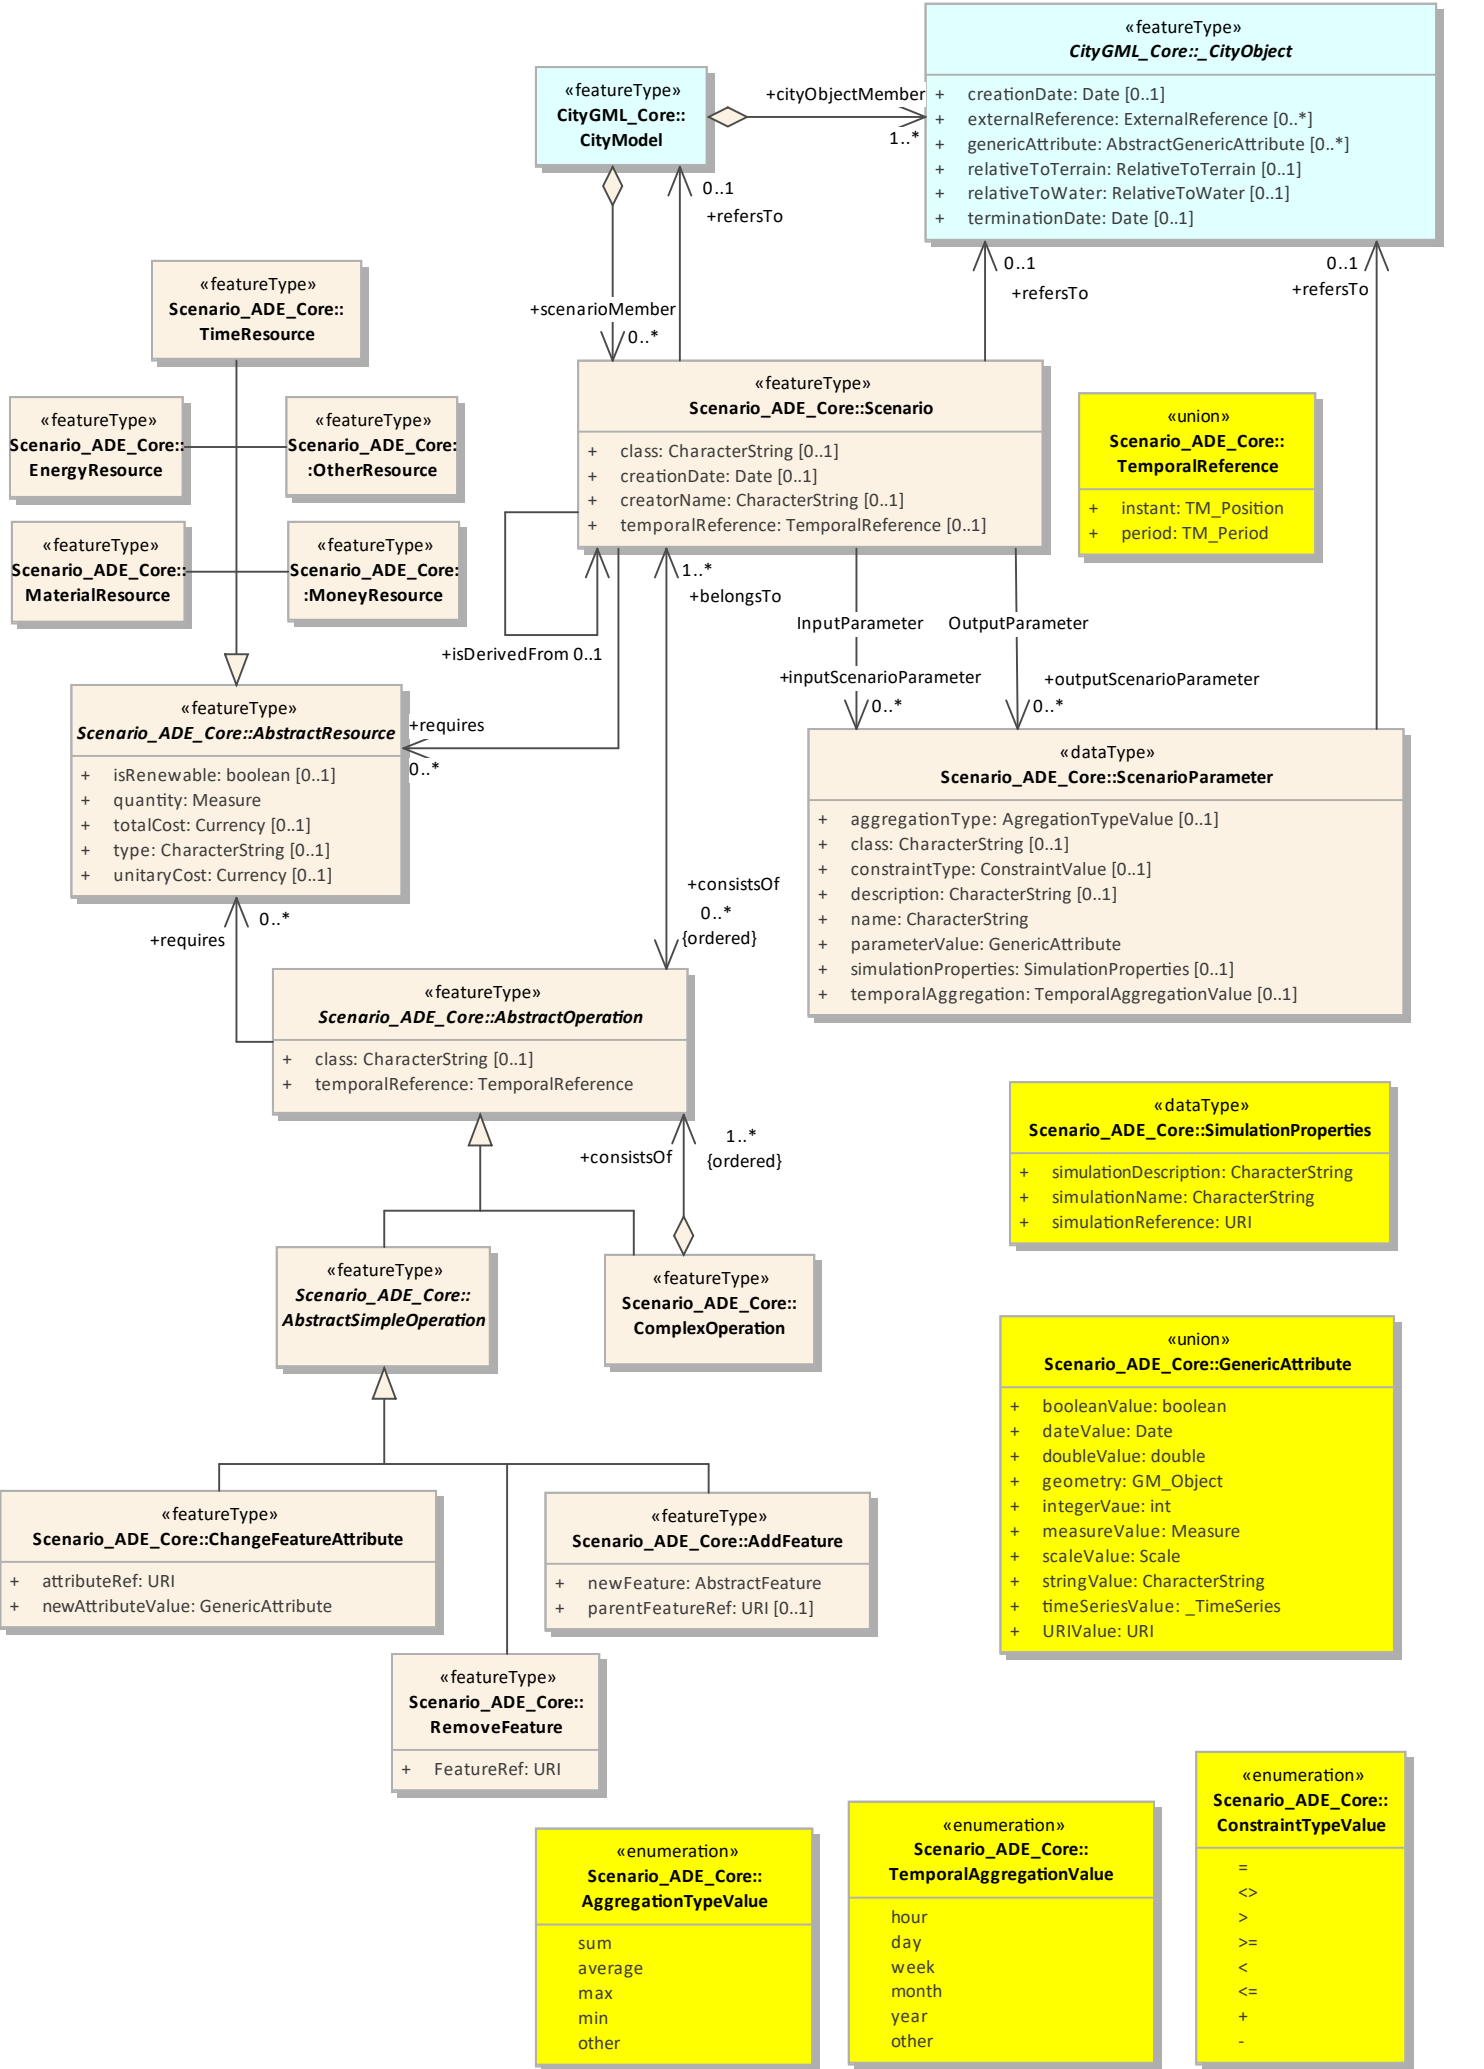 «featureType»
CityGML_Core::_CityObject
+ creationDate: Date [0..1]
+ externalReference: ExternalReference [0..*]
+ genericAttribute: AbstractGenericAttribute [0..*]
+ relativeToTerrain: RelativeToTerrain [0..1]
+ relativeToWater: RelativeToWater [0..1]
+ terminationDate: Date [0..1]
«featureType»
CityGML_Core::
CityModel
+cityObjectMember
1..*
0..1
+refersTo
0..1
+refersTo
0..1
+refersTo
+scenarioMember
0..*
«featureType»
Scenario_ADE_Core::
TimeResource
«featureType»
Scenario_ADE_Core::
EnergyResource
«featureType»
Scenario_ADE_Core:
:OtherResource
«featureType»
Scenario_ADE_Core::
MaterialResource
«featureType»
Scenario_ADE_Core:
:MoneyResource
«featureType»
Scenario_ADE_Core::Scenario
+ class: CharacterString [0..1]
+ creationDate: Date [0..1]
+ creatorName: CharacterString [0..1]
+ temporalReference: TemporalReference [0..1]
«union»
Scenario_ADE_Core::
TemporalReference
+ instant: TM_Position
+ period: TM_Period
1..*
+belongsTo
InputParameter
OutputParameter
+isDerivedFrom 0..1
+inputScenarioParameter
0..*
+outputScenarioParameter
0..*
«featureType»
Scenario_ADE_Core::AbstractResource
+ isRenewable: boolean [0..1]
+ quantity: Measure
+ totalCost: Currency [0..1]
+ type: CharacterString [0..1]
+ unitaryCost: Currency [0..1]
+requires
0..*
«dataType»
Scenario_ADE_Core::ScenarioParameter
+ aggregationType: AgregationTypeValue [0..1]
+ class: CharacterString [0..1]
+ constraintType: ConstraintValue [0..1]
+ description: CharacterString [0..1]
+ name: CharacterString
+ parameterValue: GenericAttribute
+ simulationProperties: SimulationProperties [0..1]
+ temporalAggregation: TemporalAggregationValue [0..1]
+consistsOf
0..*
{ordered}
0..*
+requires
«featureType»
Scenario_ADE_Core::AbstractOperation
+ class: CharacterString [0..1]
+ temporalReference: TemporalReference
+consistsOf
1..*
{ordered}
«dataType»
Scenario_ADE_Core::SimulationProperties
+ simulationDescription: CharacterString
+ simulationName: CharacterString
+ simulationReference: URI
«featureType»
Scenario_ADE_Core::
AbstractSimpleOperation
«featureType»
Scenario_ADE_Core::
ComplexOperation
«union»
Scenario_ADE_Core::GenericAttribute
+ booleanValue: boolean
+ dateValue: Date
+ doubleValue: double
+ geometry: GM_Object
+ integerVaue: int
+ measureValue: Measure
+ scaleValue: Scale
+ stringValue: CharacterString
+ timeSeriesValue: _TimeSeries
+ URIValue: URI
«featureType»
Scenario_ADE_Core::ChangeFeatureAttribute
+ attributeRef: URI
+ newAttributeValue: GenericAttribute
«featureType»
Scenario_ADE_Core::AddFeature
+ newFeature: AbstractFeature
+ parentFeatureRef: URI [0..1]
«featureType»
Scenario_ADE_Core::
RemoveFeature
+ FeatureRef: URI
«enumeration»
Scenario_ADE_Core::
AggregationTypeValue
sum
average
max
min
other
«enumeration»
Scenario_ADE_Core::
TemporalAggregationValue
hour
day
week
month
year
other
«enumeration»
Scenario_ADE_Core::
ConstraintTypeValue
=
<>
>
>=
<
<=
+
-